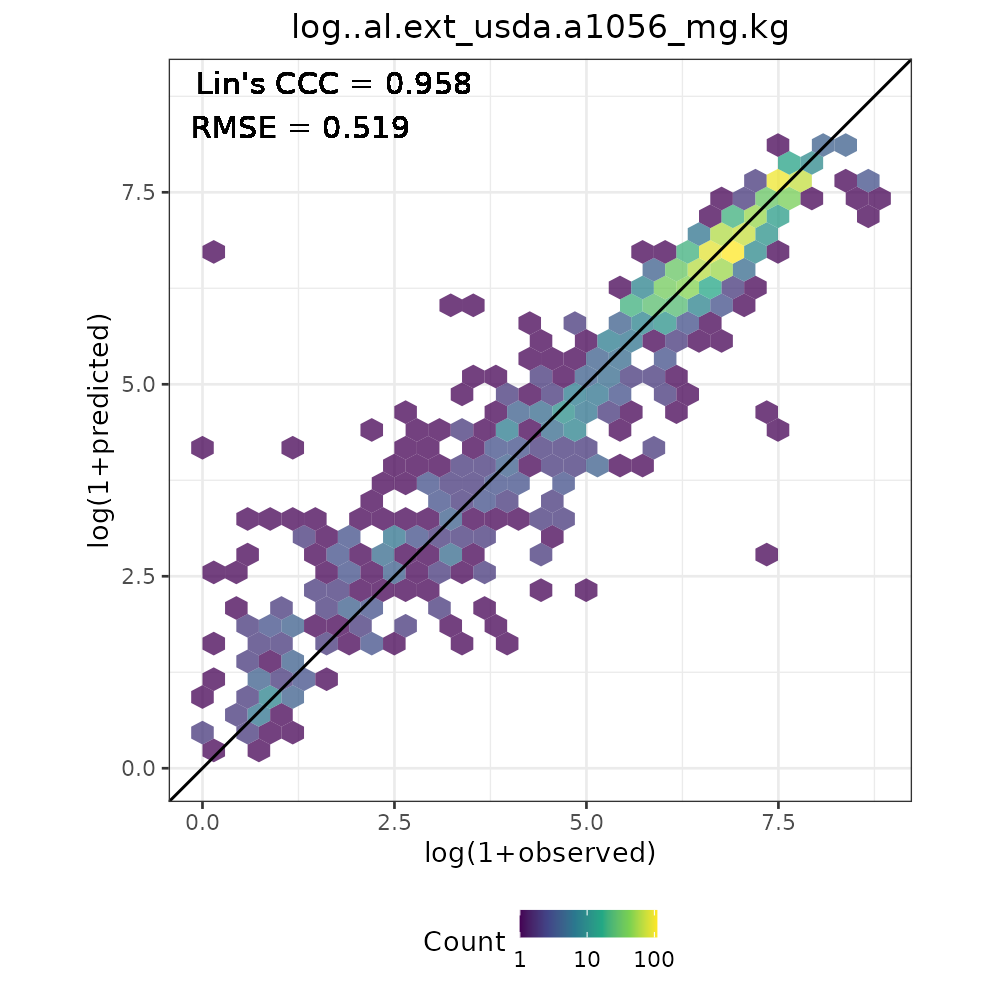 log..al.ext_usda.a1056_mg.kg
Lin's CCC = 0.958
RMSE = 0.519
log(1+predicted)
7.5
5.0
2.5
0.0
0.0 2.5 5.0 7.5
log(1+observed)
Count
1 10 100